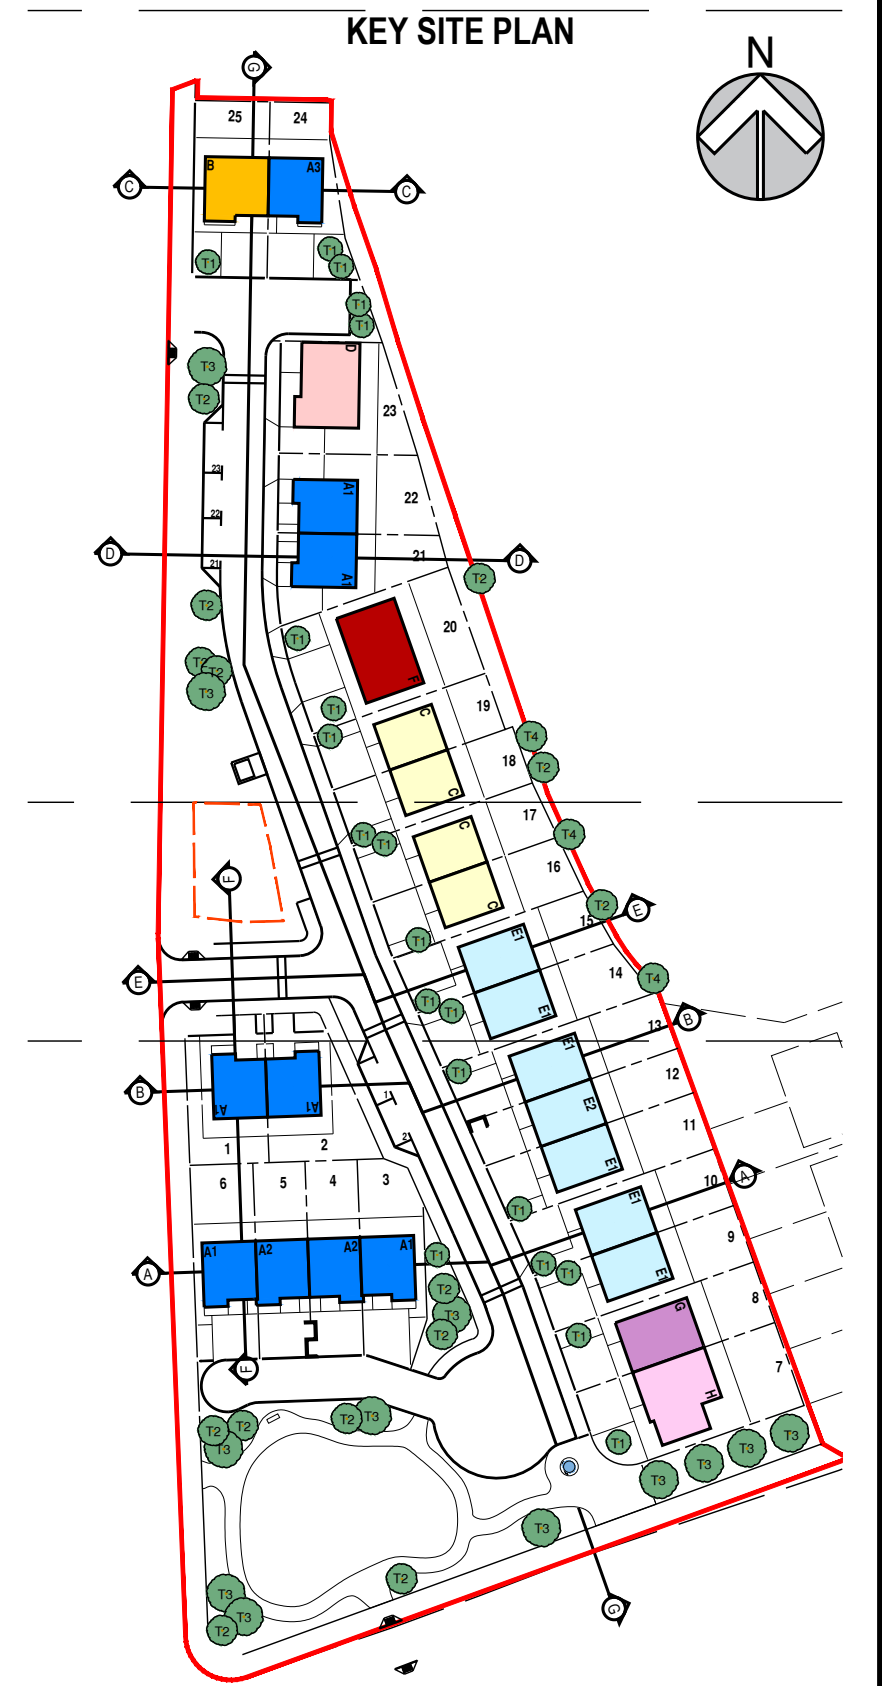 KEY SITE PLAN
N
G
25 24
B A3
C C
T1 T1
T1
T1
T1
D
T3
T2
23
23
A1
22
22
D 21 21 D
A1
T2
T2
20
T1
F
T2
T2
T3
T1 19
C
T1 T4
18
C
T2
17
C
T1 T4
T1
16
F
C
T2 E
15
E1
T1
14
E T4
T1
T1
E1
B
13
E1
T1 12
B
A1 A1
1
E2
11
2
1 2
E1
6 5 4 3
10 A
E1
T1
9
A1 A2 A2 A1
T1
T1
T1
A
E1
T2
8
G
T3
T2
T1
7
F
H
T2 T3
T2 T2
T3
T1
T3 T3 T3 T3
T3
T2
T3
T3
T2
G